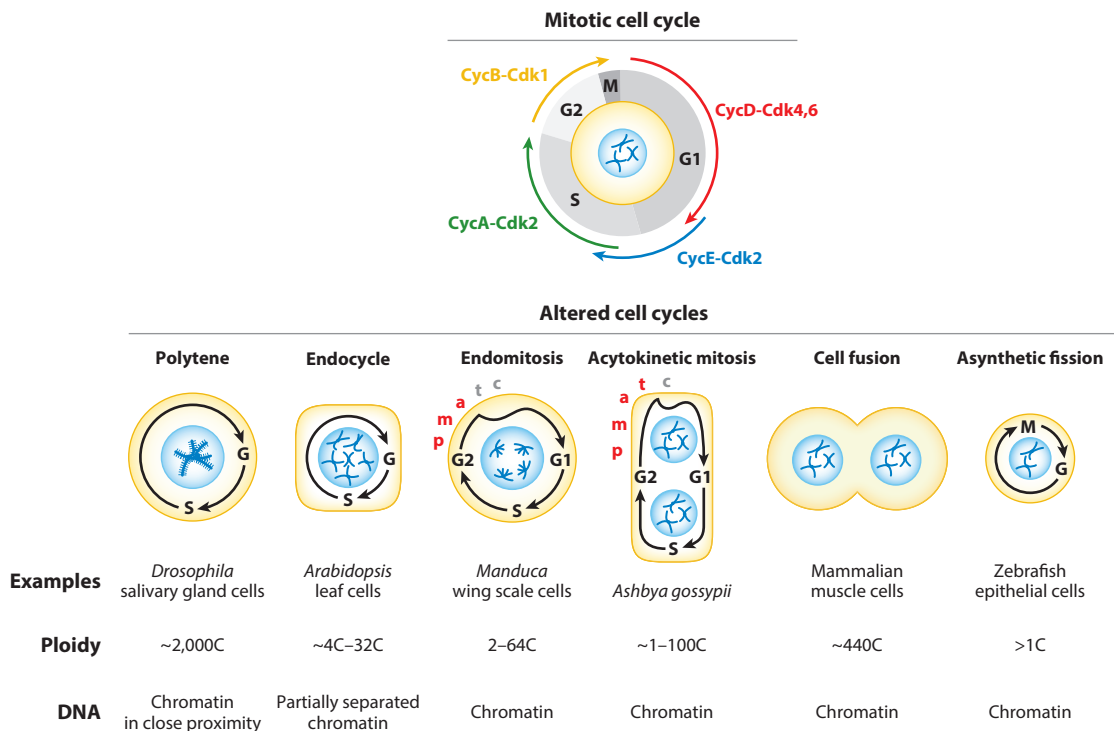 Mitotic cell cycle
CycB-Cdk1
M
G2
CycD-Cdk4,6
G1
S
CycA-Cdk2
CycE-Cdk2
Altered cell cycles
Polytene
Endocycle
Endomitosis
Acytokinetic mitosis
Cell fusion
Asynthetic fission
G
S
G
S
p
m
a
t
c
G2
G1
S
p
m
a
t
c
G2
G1
S
M
G
Examples
Drosophila
salivary gland cells
Arabidopsis
leaf cells
Manduca
wing scale cells
Ashbya gossypii
Mammalian
muscle cells
Zebrafish
epithelial cells
Ploidy
~2,000C
~4C–32C
2–64C
~1–100C
~440C
>1C
DNA
Chromatin
in close proximity
Partially separated
chromatin
Chromatin
Chromatin
Chromatin
Chromatin